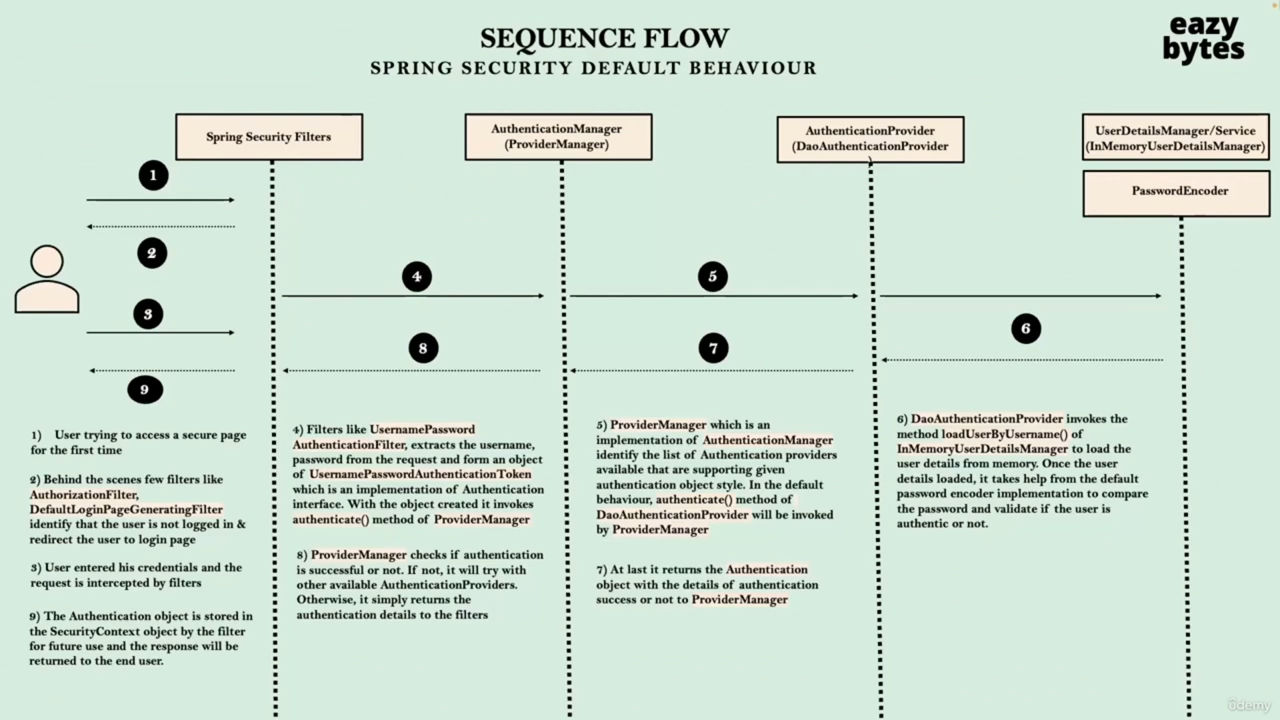 SEQUENCE FLOW
SPRING SECURITY DEFAULT BEHAVIOUR
eazy
bytes
Spring Security Filters
AuthenticationManager
(ProviderManager)
AuthenticationProvider
(DaoAuthenticationProvider
)
UserDetailsManager/Service
(InMemoryUserDetailsManager)
PasswordEncoder
1
2
3
4
5
6
7
8
9
1) User trying to access a secure page
for the first time
2) Behind the scenes few filters like
AuthorizationFilter,
DefaultLoginPageGeneratingFilter
identify that the user is not logged in &
redirect the user to login page
3) User entered his credentials and the
request is intercepted by filters
9) The Authentication object is stored in
the SecurityContext object by the filter
for future use and the response will be
returned to the end user.
4) Filters like UsernamePassword
AuthenticationFilter, extracts the username,
password from the request and form an object
of UsernamePasswordAuthenticationToken
which is an implementation of Authentication
interface. With the object created it invokes
authenticate() method of ProviderManager
8) ProviderManager checks if authentication
is successful or not. If not, it will try with
other available AuthenticationProviders.
Otherwise, it simply returns the
authentication details to the filters
5) ProviderManager which is an
implementation of AuthenticationManager
identify the list of Authentication providers
available that are supporting given
authentication object style. In the default
behaviour, authenticate() method of
DaoAuthenticationProvider will be invoked
by ProviderManager
7) At last it returns the Authentication
object with the details of authentication
success or not to ProviderManager
6) DaoAuthenticationProvider invokes the
method loadUserByUsername() of
InMemoryUserDetailsManager to load the
user details from memory. Once the user
details loaded, it takes help from the default
password encoder implementation to compare
the password and validate if the user is
authentic or not.
ûdemy